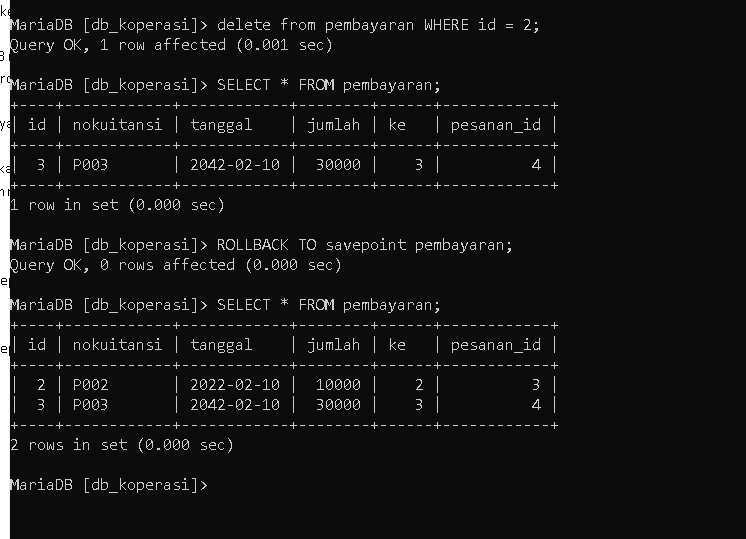 MariaDB [db_koperasi]> delete from pembayaran WHERE id = 2;
Query OK, 1 row affected (0.001 sec)
MariaDB [db_koperasi]> SELECT * FROM pembayaran;
+----+------------+------------+--------+------+------------+
| id | nokuitansi | tanggal    | jumlah | ke   | pesanan_id |
+----+------------+------------+--------+------+------------+
|  3 | P003       | 2042-02-10 |  30000 |    3 |          4 |
+----+------------+------------+--------+------+------------+
1 row in set (0.000 sec)
MariaDB [db_koperasi]> ROLLBACK TO savepoint pembayaran;
Query OK, 0 rows affected (0.000 sec)
MariaDB [db_koperasi]> SELECT * FROM pembayaran;
+----+------------+------------+--------+------+------------+
| id | nokuitansi | tanggal    | jumlah | ke   | pesanan_id |
+----+------------+------------+--------+------+------------+
|  2 | P002       | 2022-02-10 |  10000 |    2 |          3 |
|  3 | P003       | 2042-02-10 |  30000 |    3 |          4 |
+----+------------+------------+--------+------+------------+
2 rows in set (0.000 sec)
MariaDB [db_koperasi]>